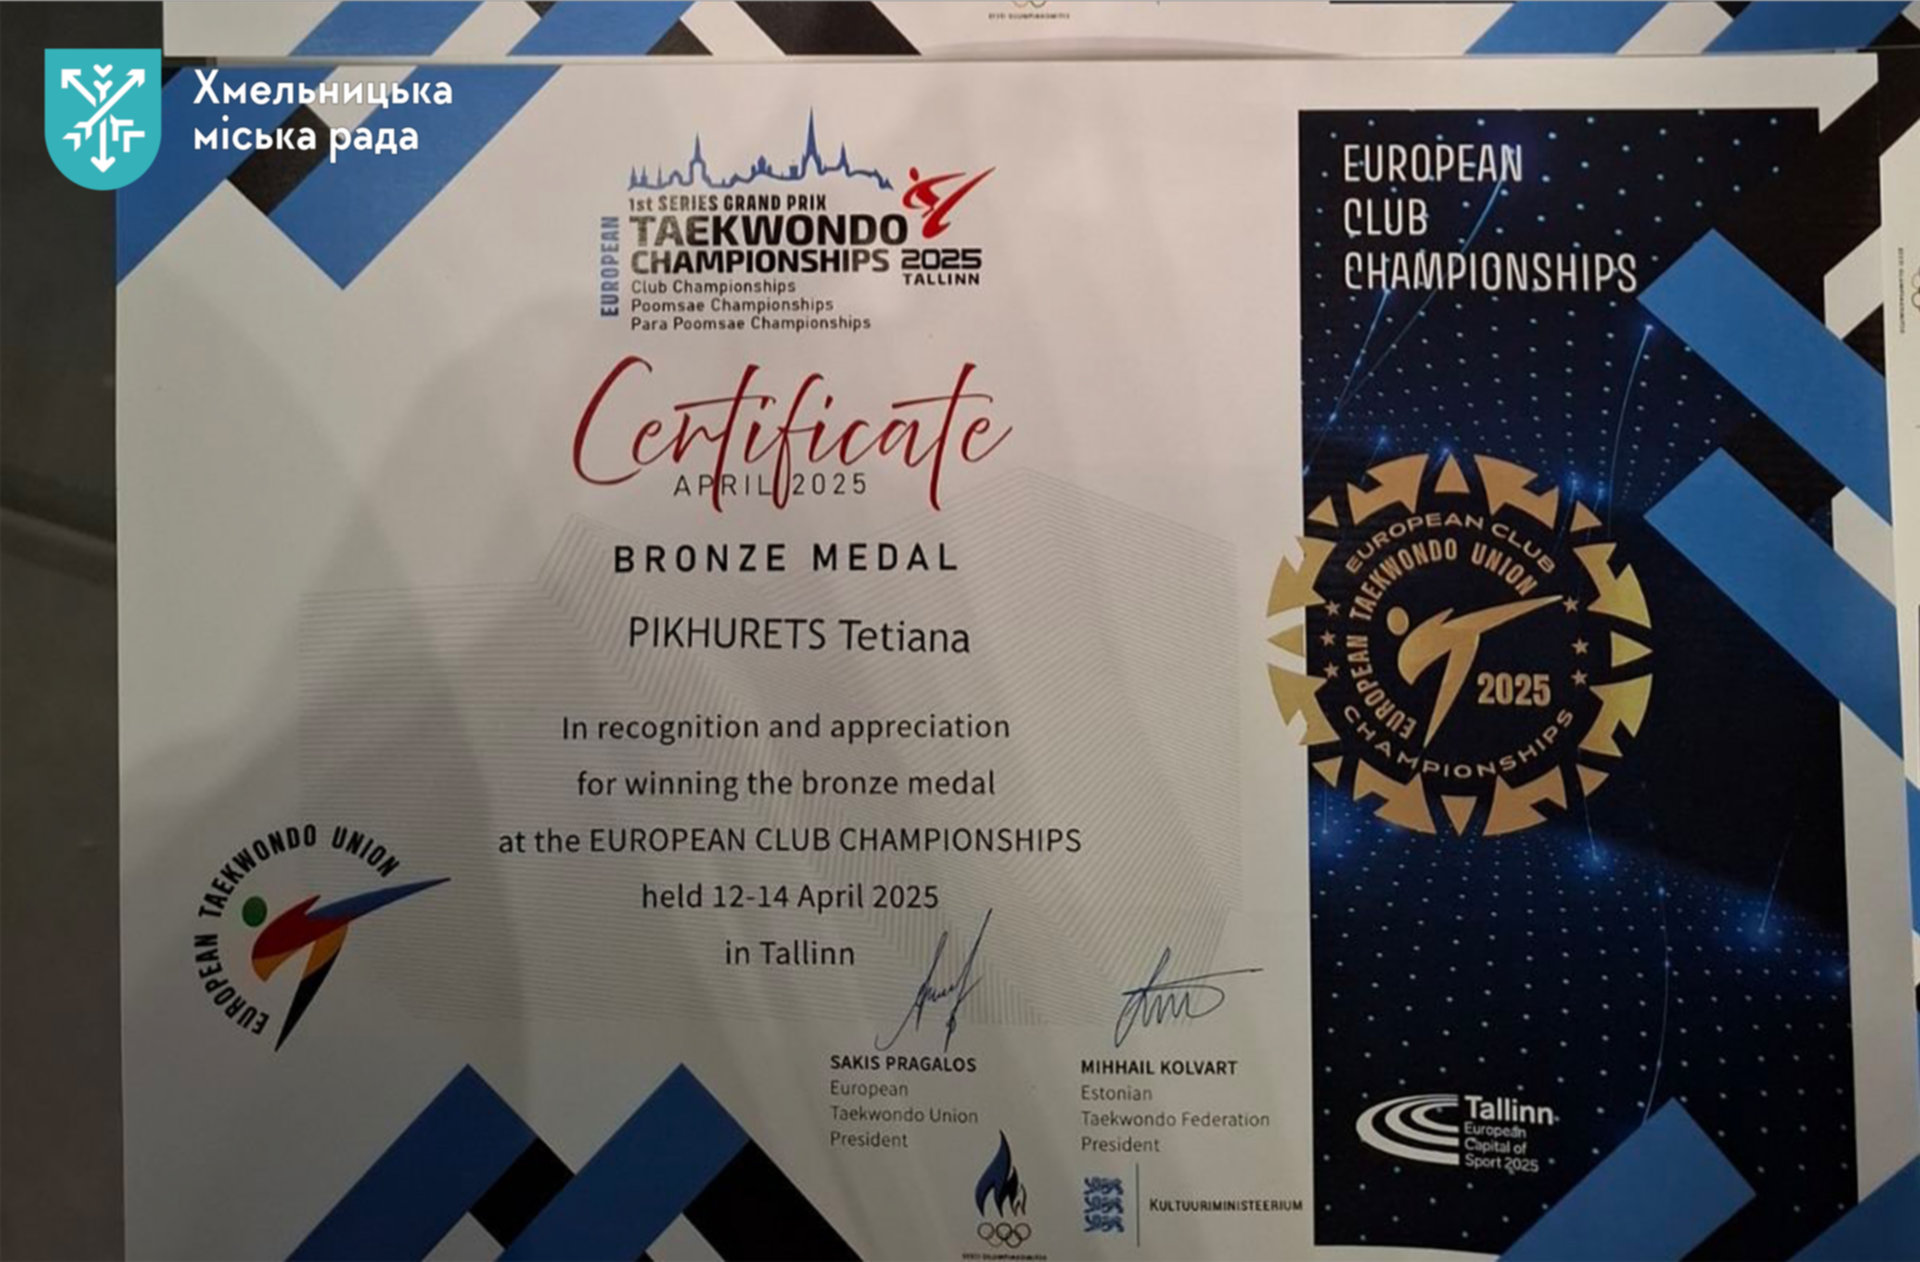 Хмельницька
міська рада
1st SERIES GRAND PRIX
EUROPEAN
TAEKWONDO
CHAMPIONSHIPS 2025
TALLINN
Club Championships
Poomsae Championships
Para Poomsae Championships
Certificate
APRIL 2025
BRONZE MEDAL
PIKHURETS Tetiana
In recognition and appreciation
for winning the bronze medal
at the EUROPEAN CLUB CHAMPIONSHIPS
held 12-14 April 2025
in Tallinn
EUROPEAN TAEKWONDO UNION
SAKIS PRAGALOS
European
Taekwondo Union
President
MIHHAIL KOLVART
Estonian
Taekwondo Federation
President
KULTUURIMINISTEERIUM
EUROPEAN
CLUB
CHAMPIONSHIPS
EUROPEAN CLUB
EUROPEAN TAEKWONDO UNION
2025
CHAMPIONSHIPS
Tallinn
European
Capital of
Sport 2025